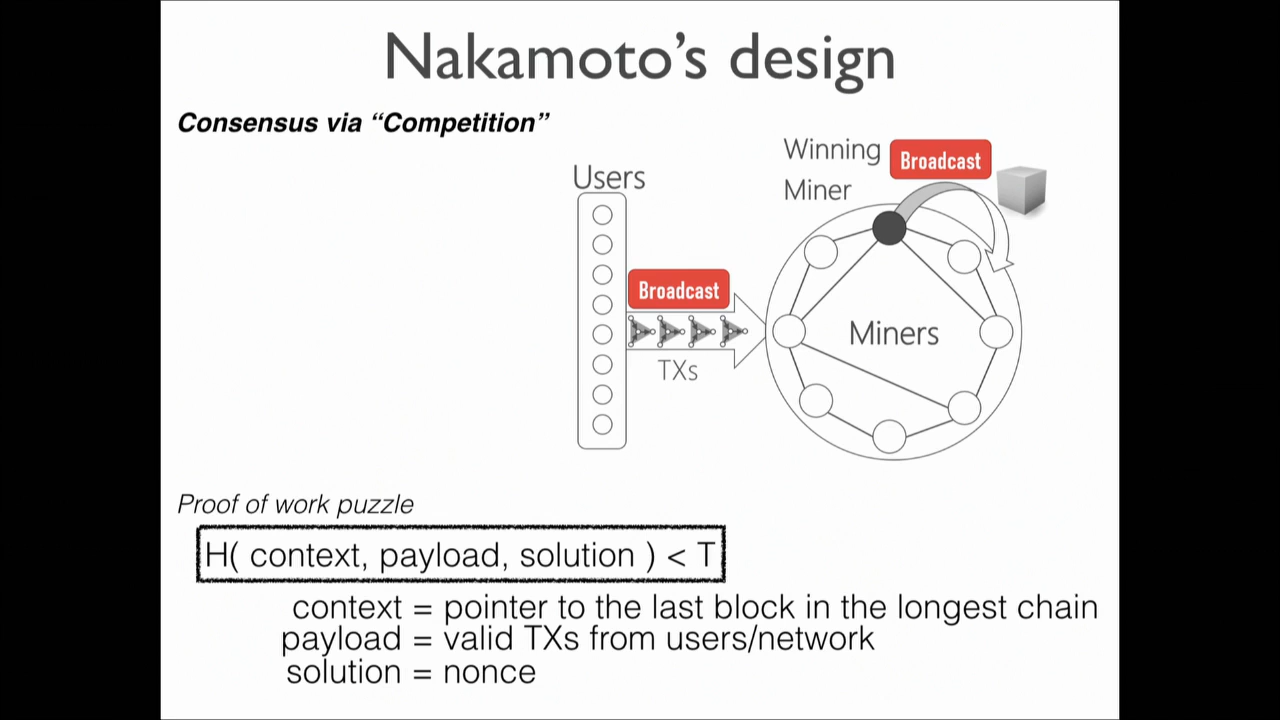 Nakamoto’s design
Consensus via “Competition”
Users
Broadcast
TXs
Winning
Miner
Broadcast
Miners
Proof of work puzzle
H( context, payload, solution ) < T
context = pointer to the last block in the longest chain
payload = valid TXs from users/network
solution = nonce